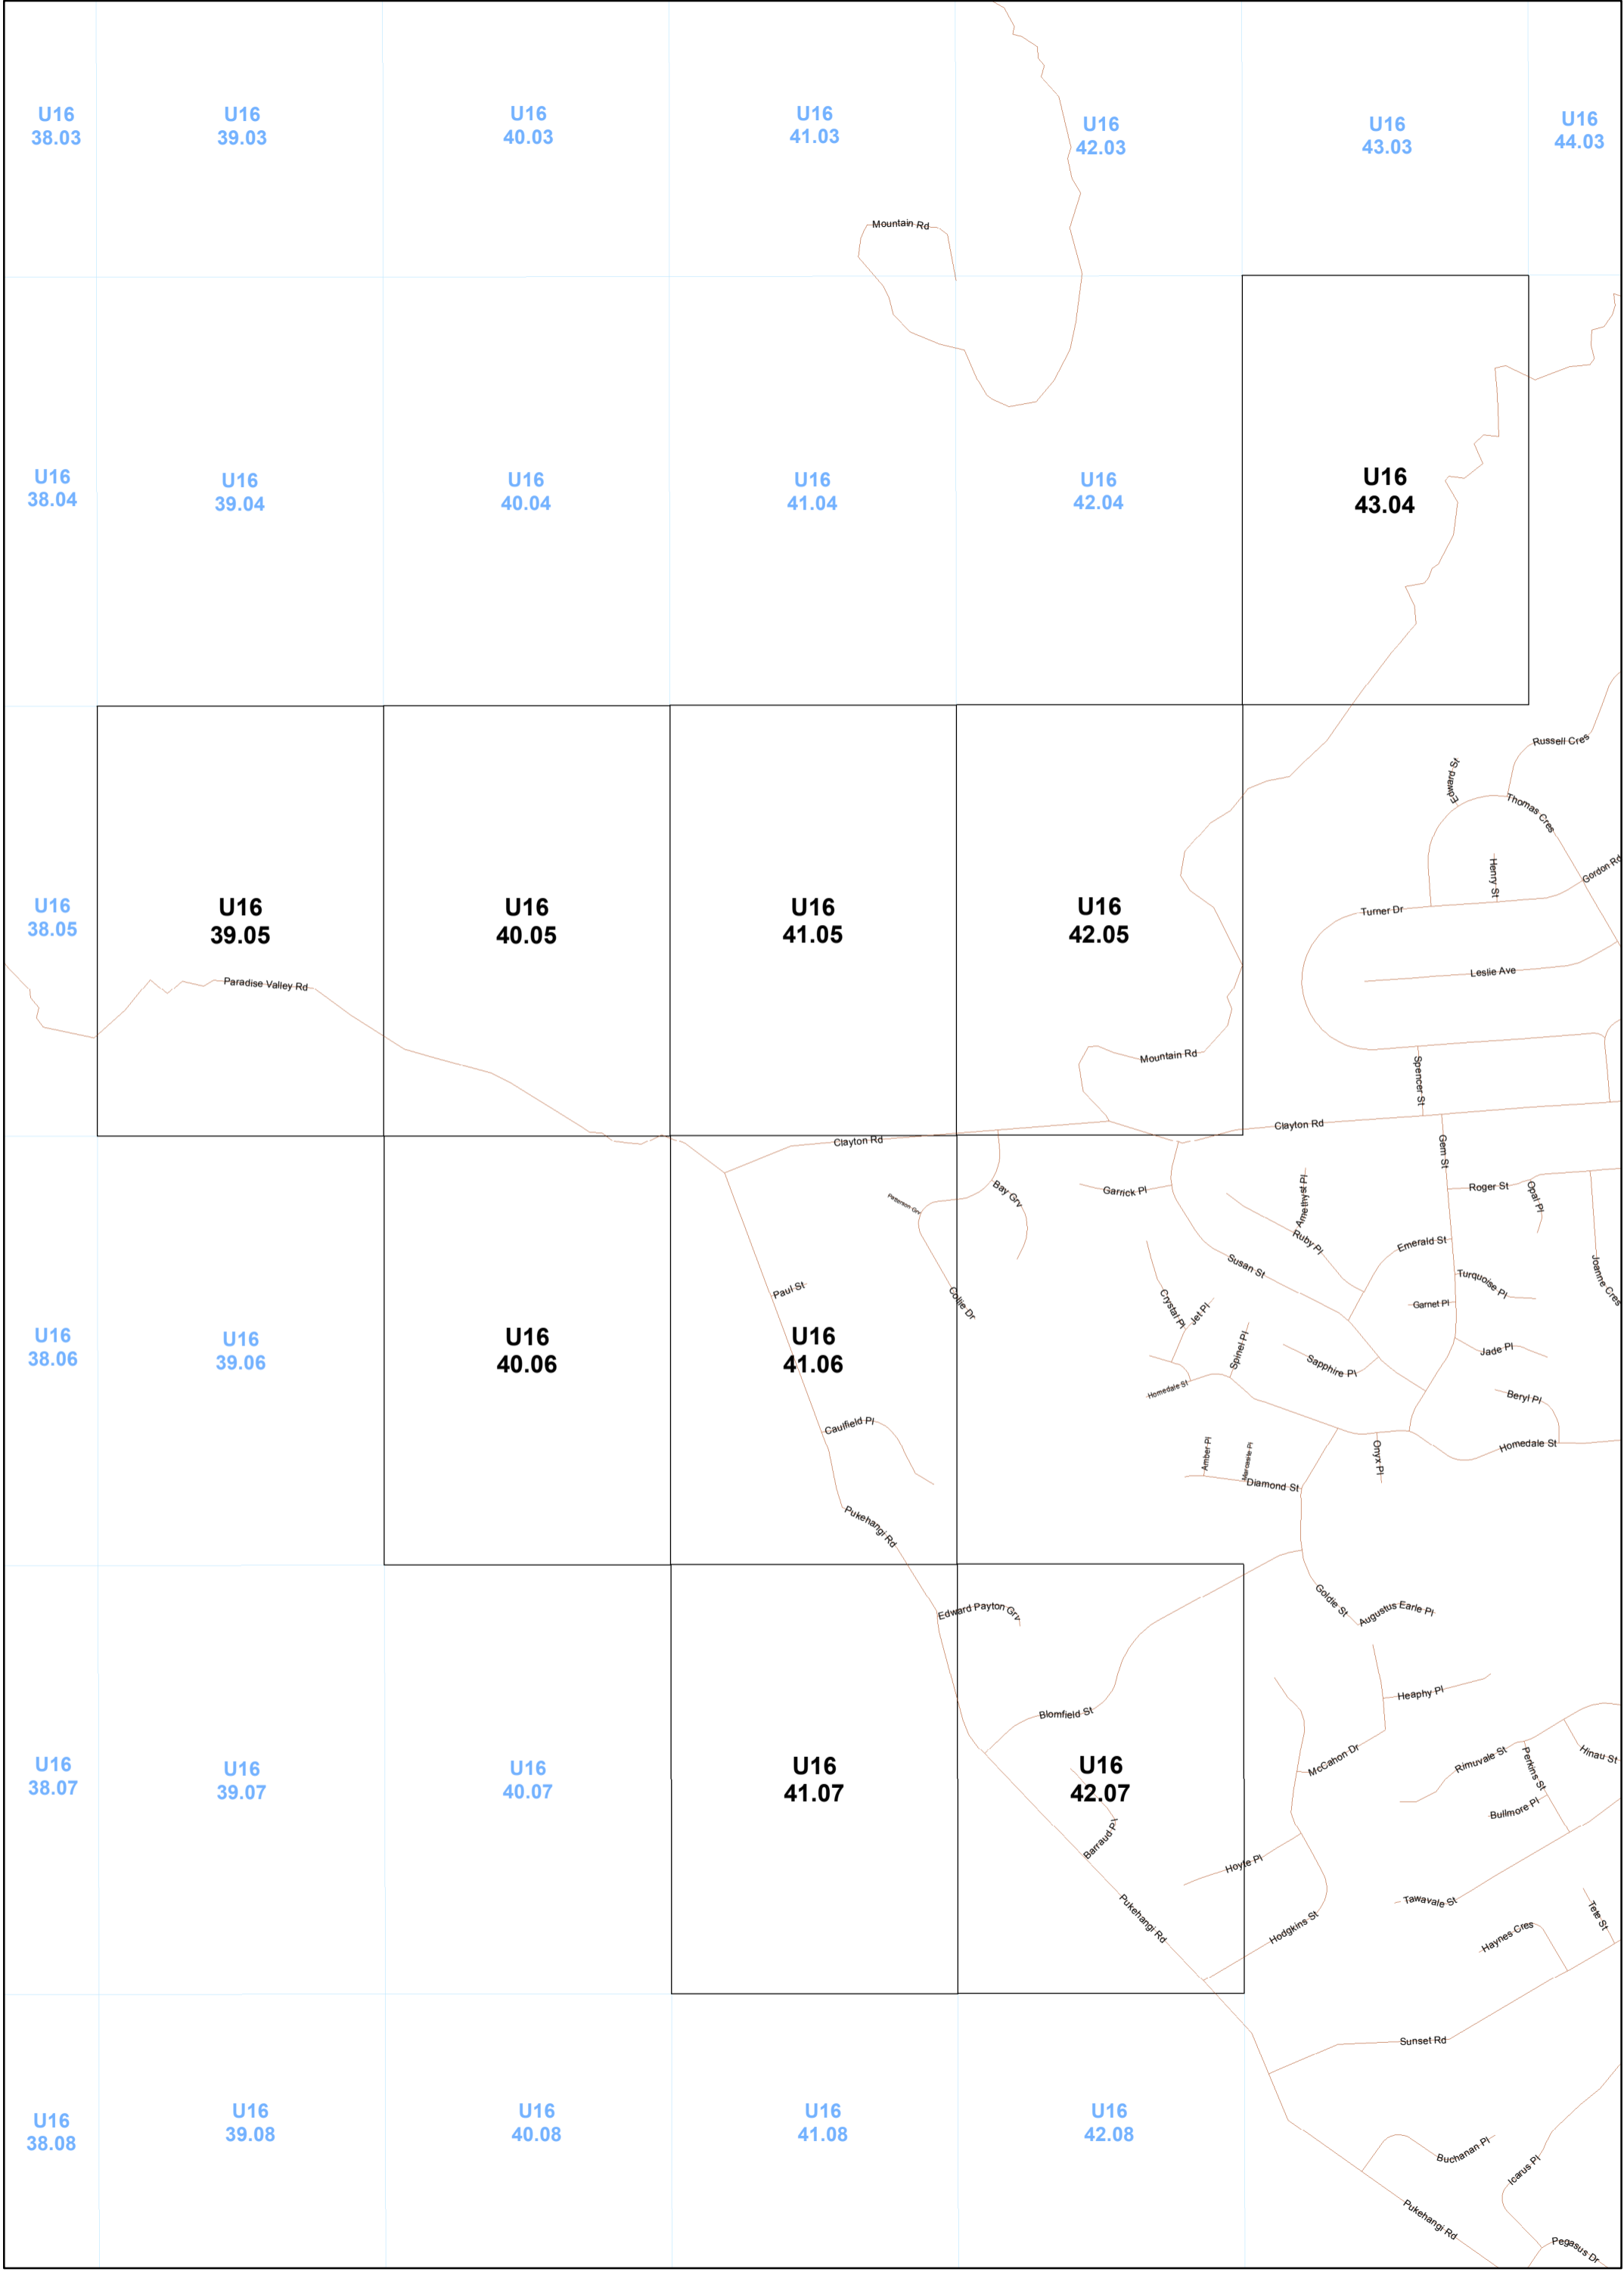 U16
38.03
U16
39.03
U16
40.03
U16
41.03
U16
42.03
U16
43.03
U16
44.03
Mountain Rd
U16
38.04
U16
39.04
U16
40.04
U16
41.04
U16
42.04
U16
43.04
Russell Cres
Edward St
Thomas Cres
Henry St
Gordon Rd
Turner Dr
Leslie Ave
U16
38.05
U16
39.05
U16
40.05
U16
41.05
U16
42.05
Paradise Valley Rd
Mountain Rd
Spencer St
Clayton Rd
Clayton Rd
Gem St
Bay Grv
Garrick Pl
Amethyst Pl
Roger St
Opal Pl
Patterson Grv
Ruby Pl
Emerald St
Susan St
Turquoise Pl
Joanne Cres
Paul St
Collie Dr
Crystal Pl
Jet Pl
Garnet Pl
Spinel Pl
Sapphire Pl
Jade Pl
U16
38.06
U16
39.06
U16
40.06
U16
41.06
Homedale St
Beryl Pl
Caulfield Pl
Amber Pl
Marcasite Pl
Onyx Pl
Homedale St
Diamond St
Pukehangi Rd
Edward Payton Grv
Goldie St
Augustus Earle Pl
Blomfield St
Heaphy Pl
McCahon Dr
Rimuvale St
Perkins St
Hinau St
Bullmore Pl
U16
38.07
U16
39.07
U16
40.07
U16
41.07
U16
42.07
Barraud Pl
Hoyte Pl
Pukehangi Rd
Hodgkins St
Tawavale St
Haynes Cres
Tete St
Sunset Rd
U16
38.08
U16
39.08
U16
40.08
U16
41.08
U16
42.08
Buchanan Pl
Icarus Pl
Pukehangi Rd
Pegasus Dr